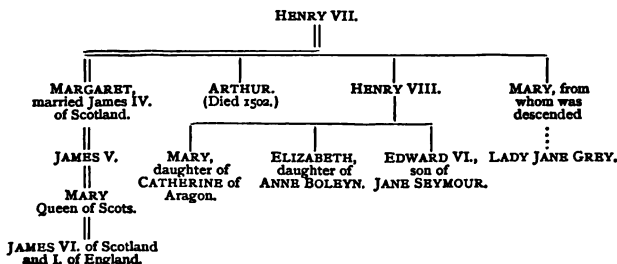 HENRY VII.
MARGARET, married James IV. of Scotland.
ARTHUR. (Died 1502.)
HENRY VIII.
MARY, from whom was descended
JAMES V.
MARY, daughter of CATHERINE of Aragon.
ELIZABETH, daughter of ANNE BOLEYN.
EDWARD VI., son of JANE SEYMOUR.
LADY JANE GREY.
MARY Queen of Scots.
JAMES VI. of Scotland and I. of England.